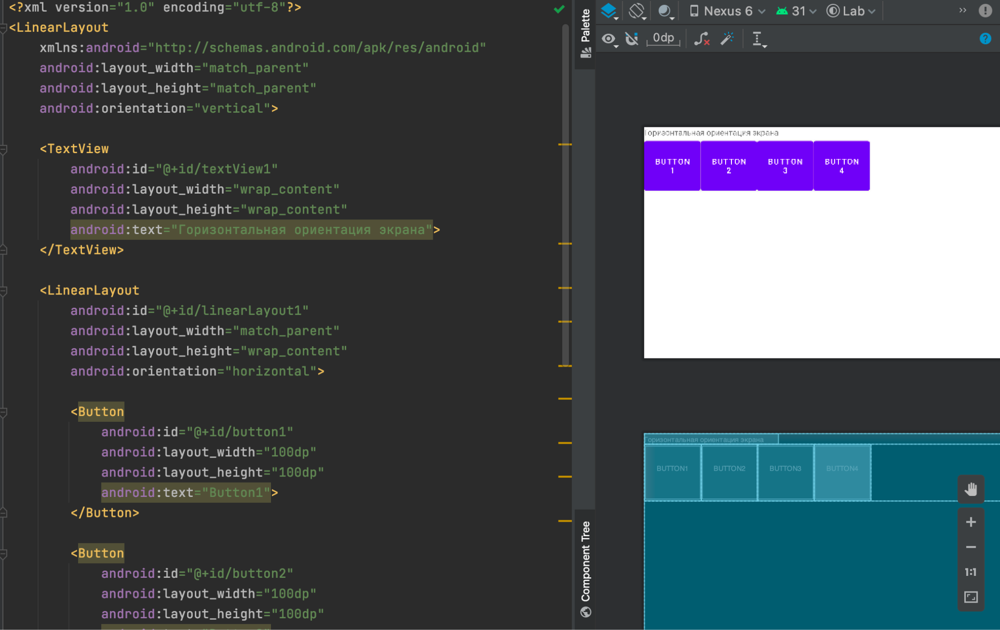 <?xml version="1.0" encoding="utf-8"?>
<LinearLayout
xmlns:android="http://schemas.android.com/apk/res/android"
android:layout_width="match_parent"
android:layout_height="match_parent"
android:orientation="vertical">
<TextView
android:id="@+id/textView1"
android:layout_width="wrap_content"
android:layout_height="wrap_content"
android:text="Горизонтальная ориентация экрана">
</TextView>
<LinearLayout
android:id="@+id/linearLayout1"
android:layout_width="match_parent"
android:layout_height="wrap_content"
android:orientation="horizontal">
<Button
android:id="@+id/button1"
android:layout_width="100dp"
android:layout_height="100dp"
android:text="Button1">
</Button>
<Button
android:id="@+id/button2"
android:layout_width="100dp"
android:layout_height="100dp"
Palette
Component Tree
Nexus 6
31
Lab
0dp
Горизонтальная ориентация экрана
BUTTON 1
BUTTON 2
BUTTON 3
BUTTON 4
Горизонтальная ориентация экрана
BUTTON1
BUTTON2
BUTTON3
BUTTON4
1:1